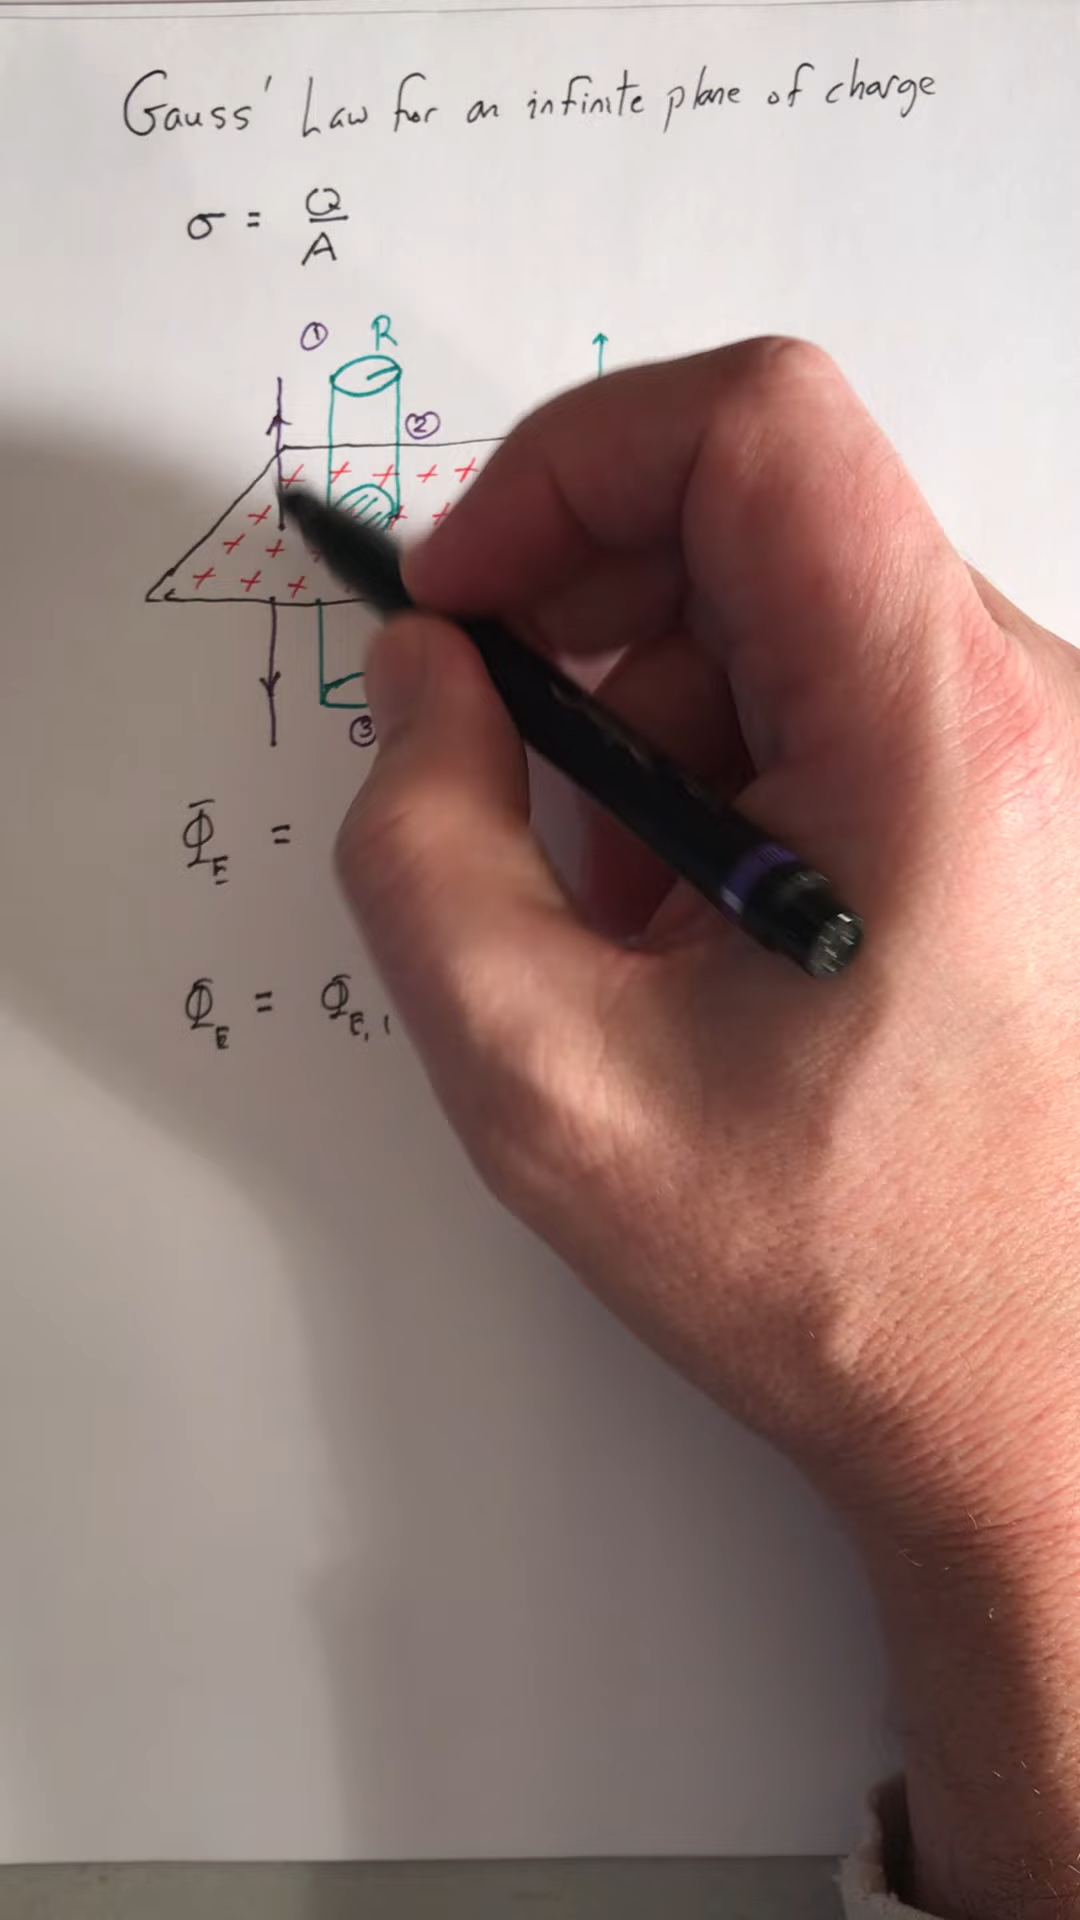 Gauss' Law for an infinite plane of charge
σ = Q/A
① R
②
+ + + + +
+ + +
+ +
+ + +
③
Φ_E =
Φ_E = Φ_E,1